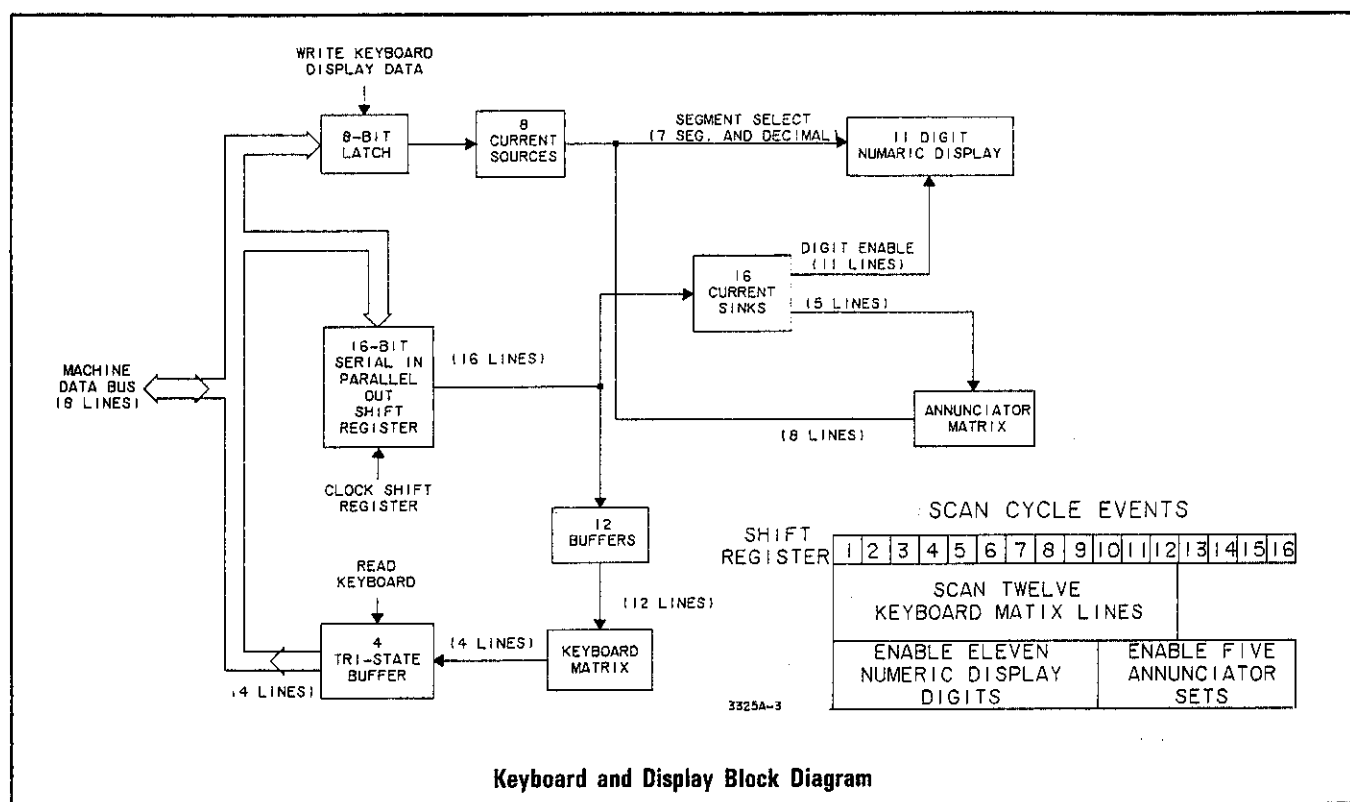 WRITE KEYBOARD
DISPLAY DATA
8-BIT
LATCH
8
CURRENT
SOURCES
SEGMENT SELECT
(7 SEG. AND DECIMAL)
11 DIGIT
NUMARIC DISPLAY
DIGIT ENABLE
(11 LINES)
16
CURRENT
SINKS
(5 LINES)
16-BIT
SERIAL IN
PARALLEL
OUT
SHIFT
REGISTER
(16 LINES)
MACHINE
DATA BUS
(8 LINES)
ANNUNCIATOR
MATRIX
(8 LINES)
CLOCK SHIFT
REGISTER
12
BUFFERS
READ
KEYBOARD
(12 LINES)
4
TRI-STATE
BUFFER
(4 LINES)
KEYBOARD
MATRIX
(4 LINES)
SCAN CYCLE EVENTS
SHIFT
REGISTER
1 2 3 4 5 6 7 8 9 10 11 12 13 14 15 16
SCAN TWELVE
KEYBOARD MATIX LINES
ENABLE ELEVEN
NUMERIC DISPLAY
DIGITS
ENABLE FIVE
ANNUNCIATOR
SETS
3325A-3
Keyboard and Display Block Diagram